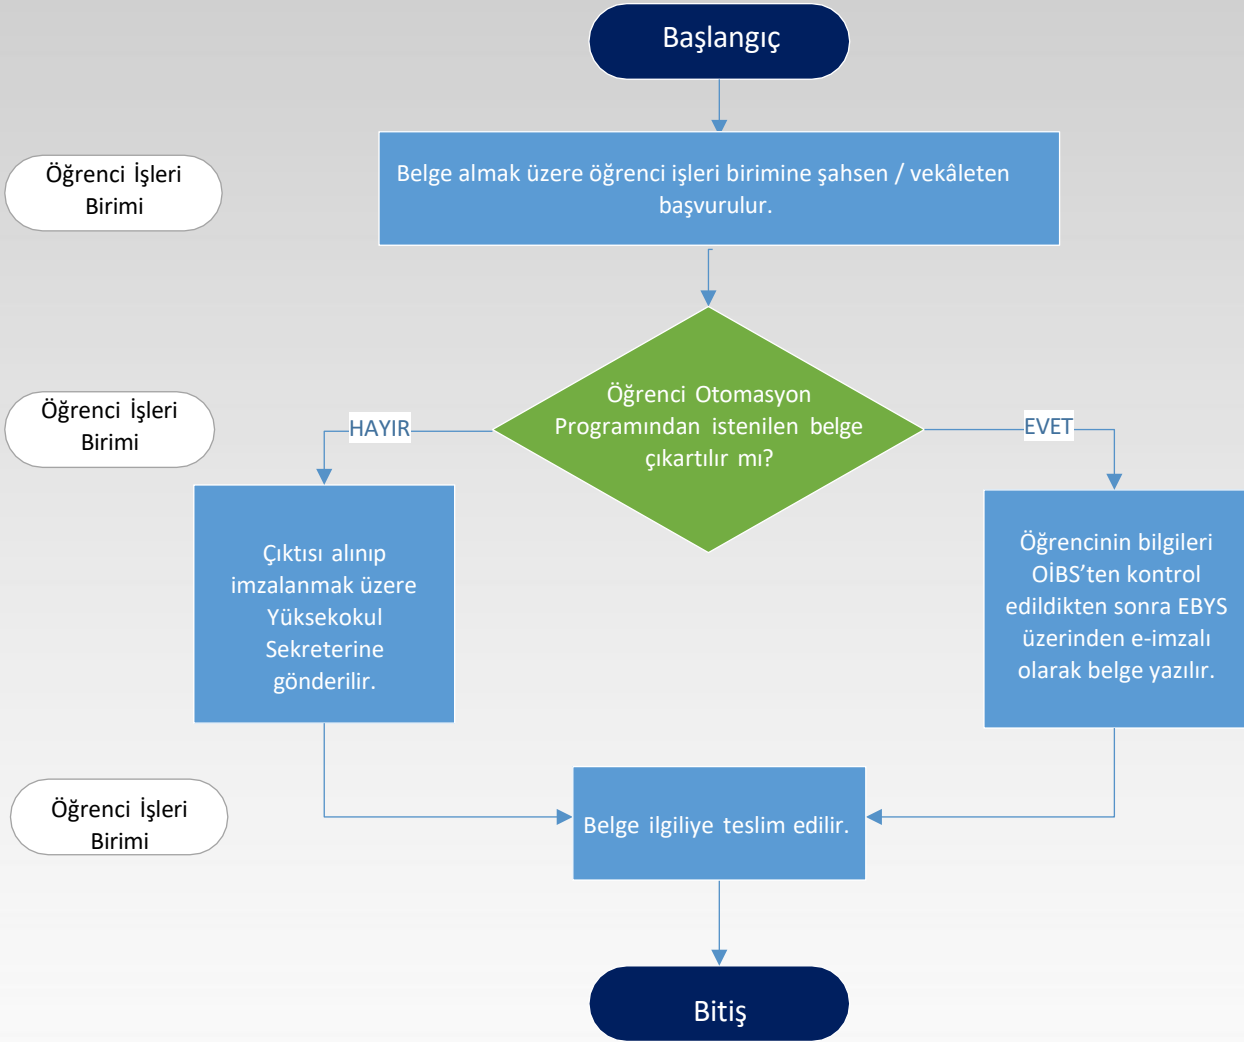 Başlangıç
Öğrenci İşleri
Birimi
Belge almak üzere öğrenci işleri birimine şahsen / vekâleten
başvurulur.
Öğrenci İşleri
Birimi
Öğrenci Otomasyon
Programından istenilen belge
çıkartılır mı?
HAYIR
EVET
Çıktısı alınıp
imzalanmak üzere
Yüksekokul
Sekreterine
gönderilir.
Öğrencinin bilgileri
OİBS’ten kontrol
edildikten sonra EBYS
üzerinden e-imzalı
olarak belge yazılır.
Öğrenci İşleri
Birimi
Belge ilgiliye teslim edilir.
Bitiş